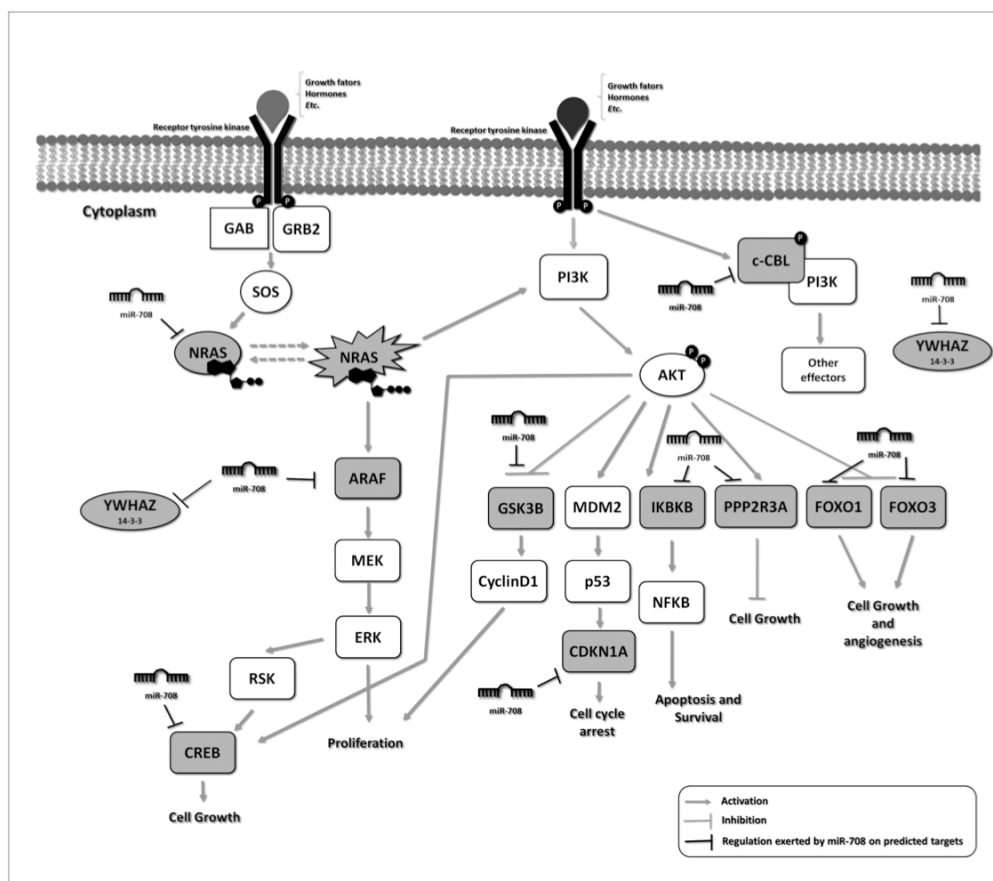 Growth fators
Hormones
Etc.
Receptor tyrosine kinase
Growth fators
Hormones
Etc.
Receptor tyrosine kinase
Cytoplasm
P
P
P
P
GAB
GRB2
P
c-CBL
PI3K
PI3K
SOS
miR-708
miR-708
miR-708
NRAS
NRAS
YWHAZ
14-3-3
P
P
AKT
Other
effectors
miR-708
miR-708
miR-708
miR-708
ARAF
YWHAZ
14-3-3
GSK3B
MDM2
IKBKB
PPP2R3A
FOXO1
FOXO3
MEK
CyclinD1
p53
NFKB
Cell Growth
Cell Growth
and
angiogenesis
ERK
CDKN1A
RSK
miR-708
miR-708
Apoptosis and
Survival
Cell cycle
arrest
Proliferation
CREB
Cell Growth
Activation
Inhibition
Regulation exerted by miR-708 on predicted targets